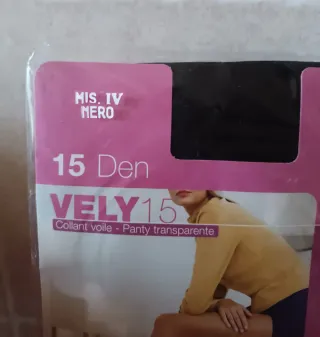 MIS. IV
NERO
15 Den
VELY15
Collant voile - Panty transparente